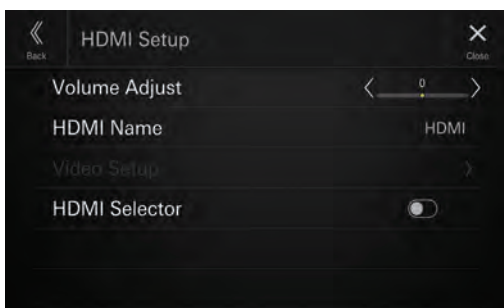 Back
HDMI Setup
Close
Volume Adjust
0
HDMI Name
HDMI
Video Setup
HDMI Selector